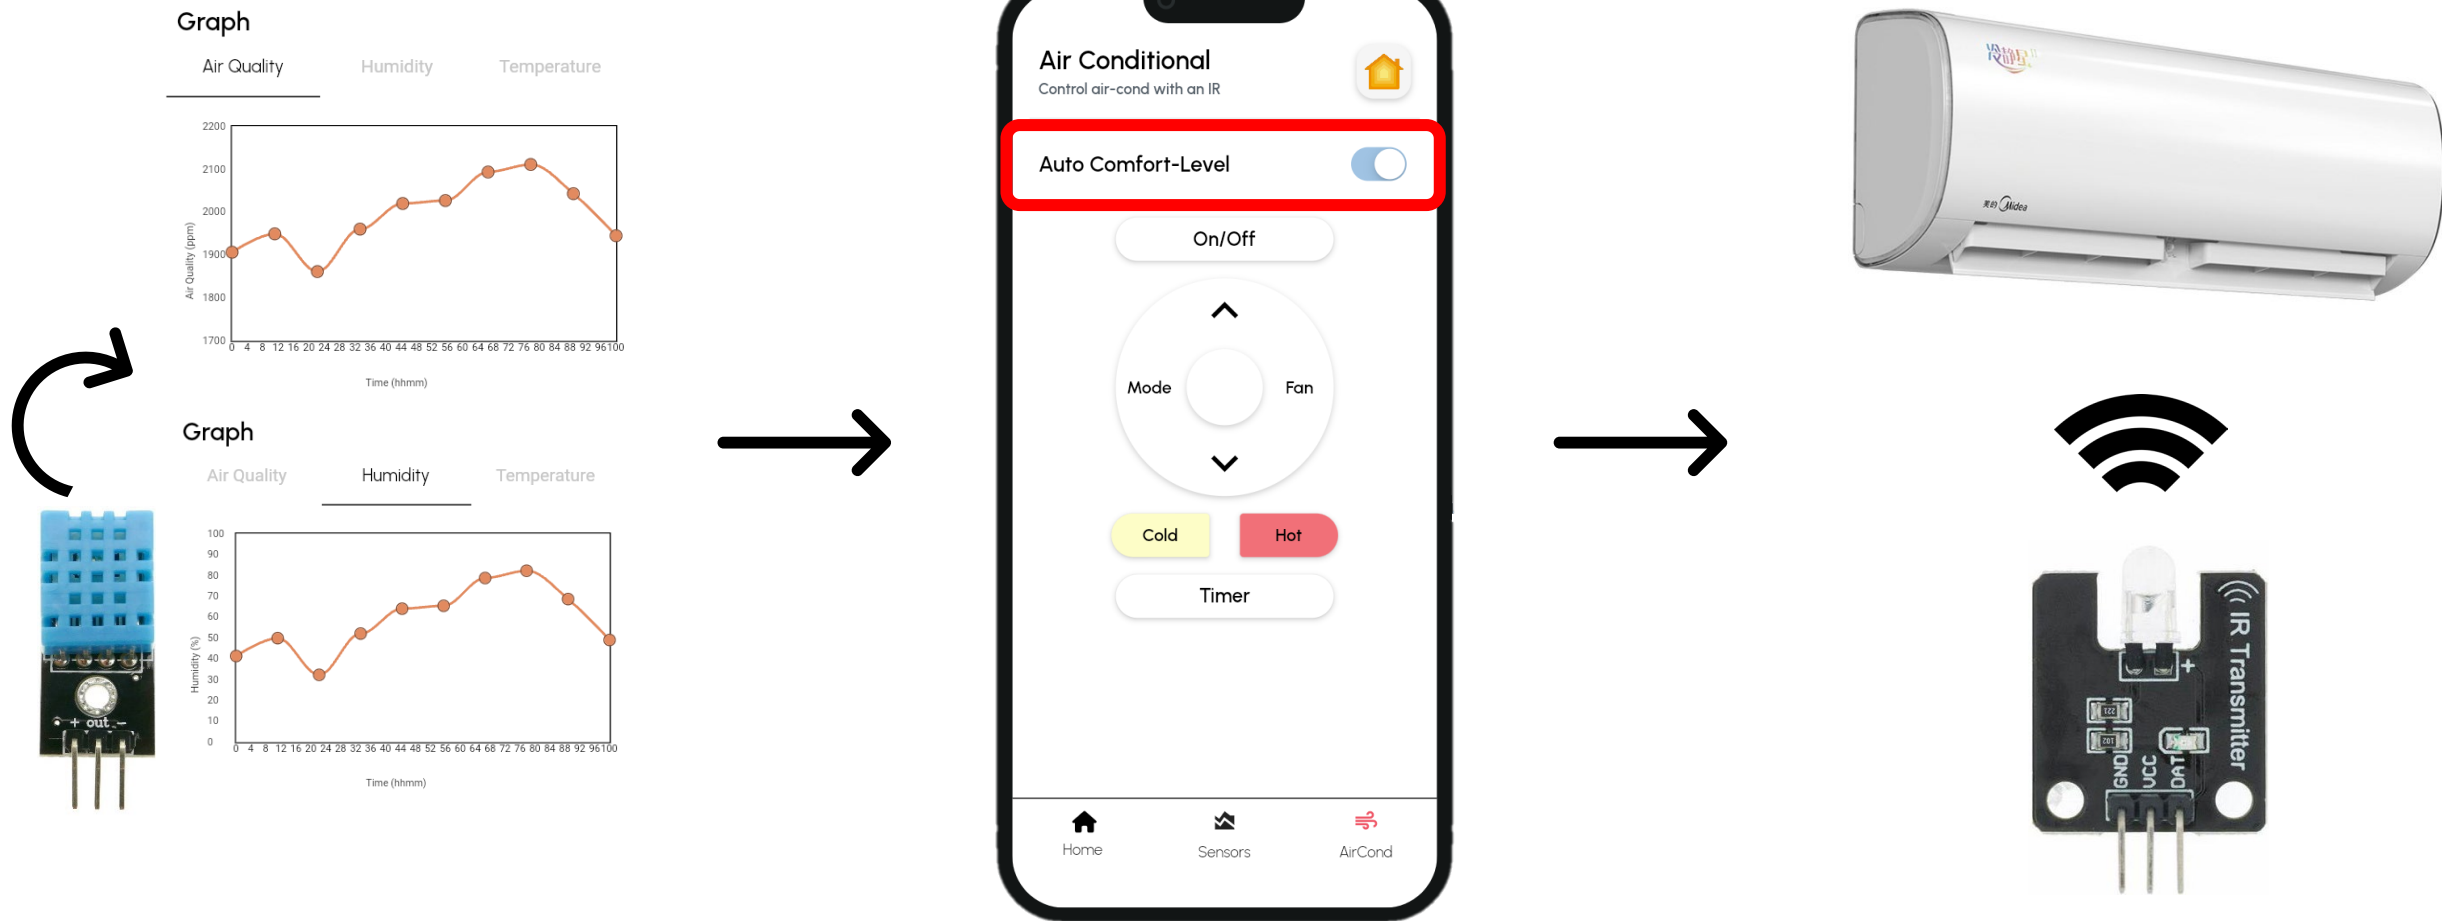 Graph
Air Quality Humidity Temperature
2200
2100
2000
1900
1800
1700
Air Quality (ppm)
0 4 8 12 16 20 24 28 32 36 40 44 48 52 56 60 64 68 72 76 80 84 88 92 96 100
Time (hhmm)
Graph
Air Quality Humidity Temperature
100
90
80
70
60
50
40
30
20
10
0
Humidity (%)
0 4 8 12 16 20 24 28 32 36 40 44 48 52 56 60 64 68 72 76 80 84 88 92 96 100
Time (hhmm)
+ out -
Air Conditional
Control air-cond with an IR
Auto Comfort-Level
On/Off
Mode Fan
Cold Hot
Timer
Home Sensors AirCond
美的 Midea
IR Transmitter
+
221
102
GND
VCC
DAT